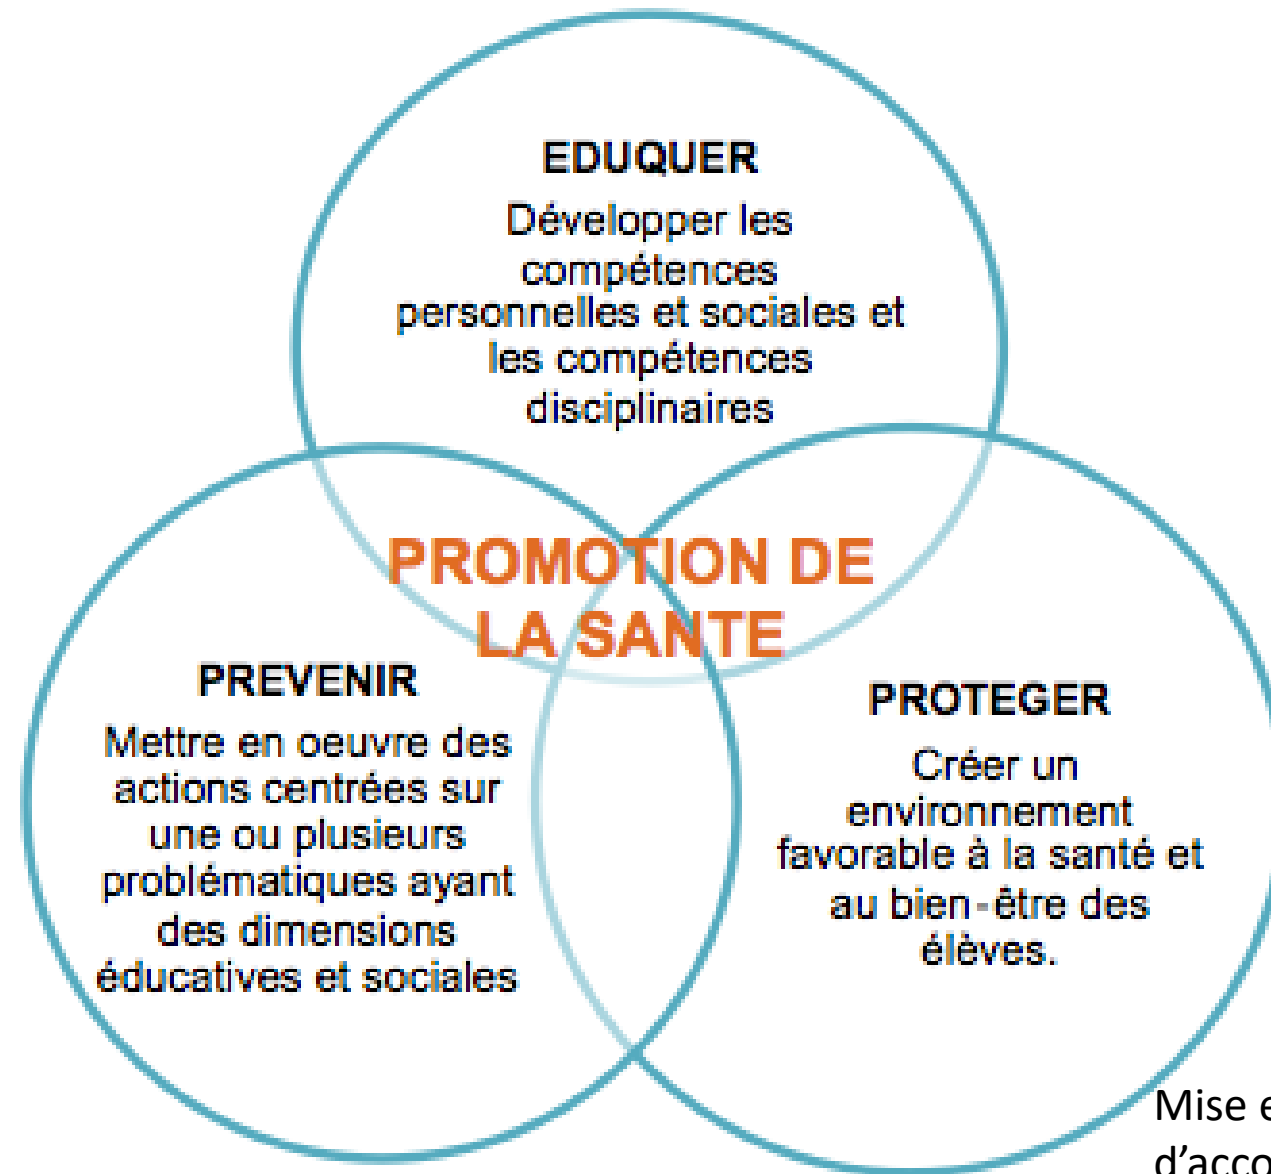 EDUQUER
Développer les
compétences
personnelles et sociales et
les compétences
disciplinaires
PROMOTION DE
LA SANTE
PREVENIR
Mettre en oeuvre des
actions centrées sur
une ou plusieurs
problématiques ayant
des dimensions
éducatives et sociales
PROTEGER
Créer un
environnement
favorable à la santé et
au bien-être des
élèves.
Mise